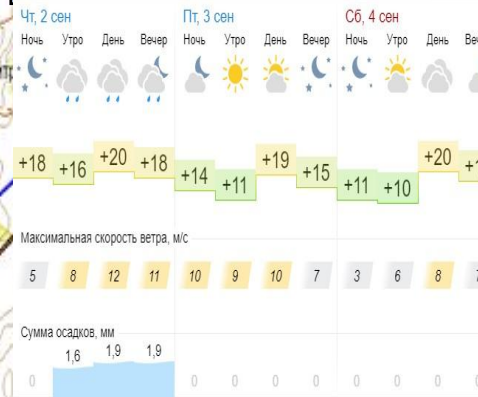 Чт, 2 сен Пт, 3 сен Сб, 4 сен
Ночь Утро День Вечер Ночь Утро День Вечер Ночь Утро День
+18 +16 +20 +18 +14 +11 +19 +15 +11 +10 +20
Максимальная скорость ветра, м/с
5 8 12 11 10 9 10 7 3 6 8
Сумма осадков, мм
0 1,6 1,9 1,9 0 0 0 0 0 0 0 0